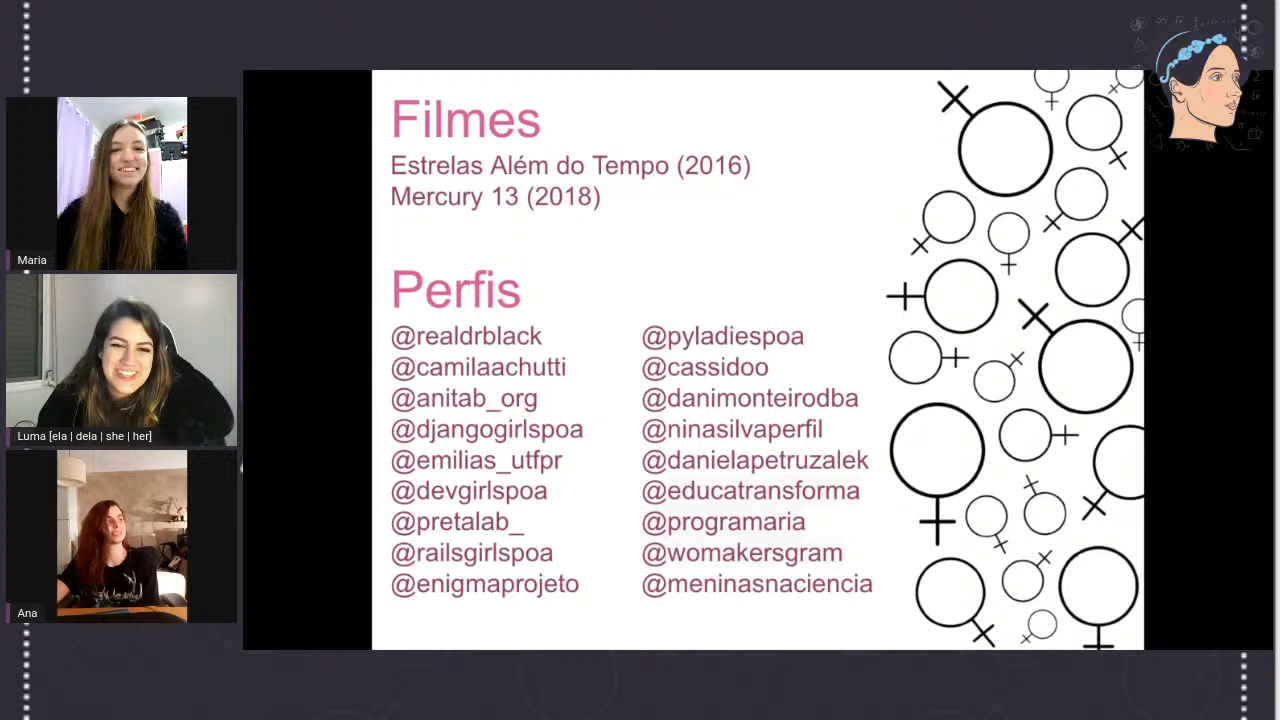 Maria
Luma [ela | dela | she | her]
Ana
Filmes
Estrelas Além do Tempo (2016)
Mercury 13 (2018)
Perfis
@realdrblack
@camilaachutti
@anitab_org
@djangogirlspoa
@emilias_utfpr
@devgirlspoa
@pretalab_
@railsgirlspoa
@enigmaprojeto
@pyladiespoa
@cassidoo
@danimonteirodba
@ninasilvaperfil
@danielapetruzalek
@educatransforma
@programaria
@womakersgram
@meninasnaciencia